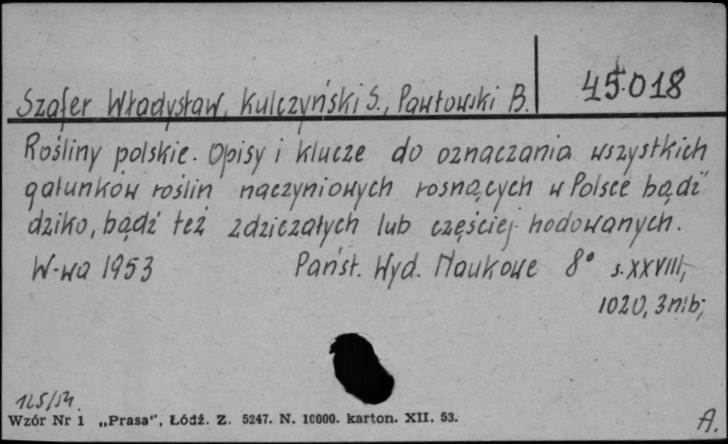 45.018
Szafer Władysław, Kulczyński S., Pawłowski B.
Rośliny polskie. Opisy i klucze do oznaczania wszystkich
gatunków roślin naczyniowych rosnących w Polsce bądź
dziko, bądź też zdziczałych lub częściej hodowanych.
W-wa 1953 Państ. Wyd. Naukowe 8° s. XXVIII,
1020, 3nlb;
Wzór Nr 1 „Prasa", Łódź. Z. 5247. N. 10000. karton. XII. 53.
A.